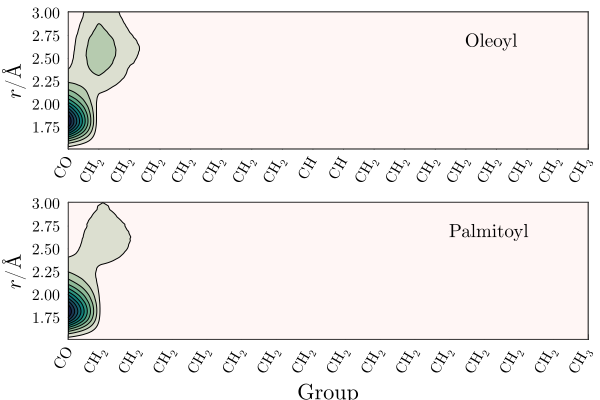 3.00
2.75
2.50
2.25
2.00
1.75
r/Å
Oleoyl
CO CH₂ CH₂ CH₂ CH₂ CH₂ CH₂ CH₂ CH CH CH₂ CH₂ CH₂ CH₂ CH₂ CH₂ CH₂ CH₃
3.00
2.75
2.50
2.25
2.00
1.75
r/Å
Palmitoyl
CO CH₂ CH₂ CH₂ CH₂ CH₂ CH₂ CH₂ CH₂ CH₂ CH₂ CH₂ CH₂ CH₂ CH₂ CH₃
Group